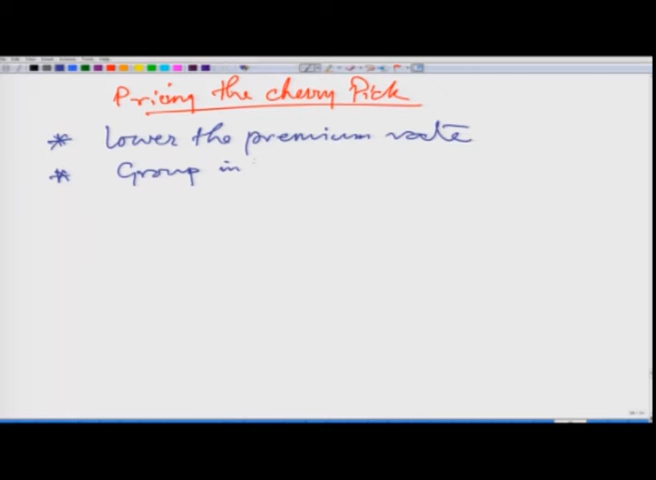 Pricing the cherry Pick
* Lower the premium rate
* Group in